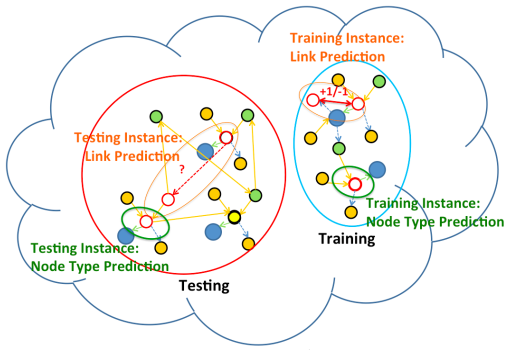 Training Instance:
Link Prediction
+1/-1
Testing Instance:
Link Prediction
?
Training Instance:
Node Type Prediction
Training
Testing Instance:
Node Type Prediction
Testing